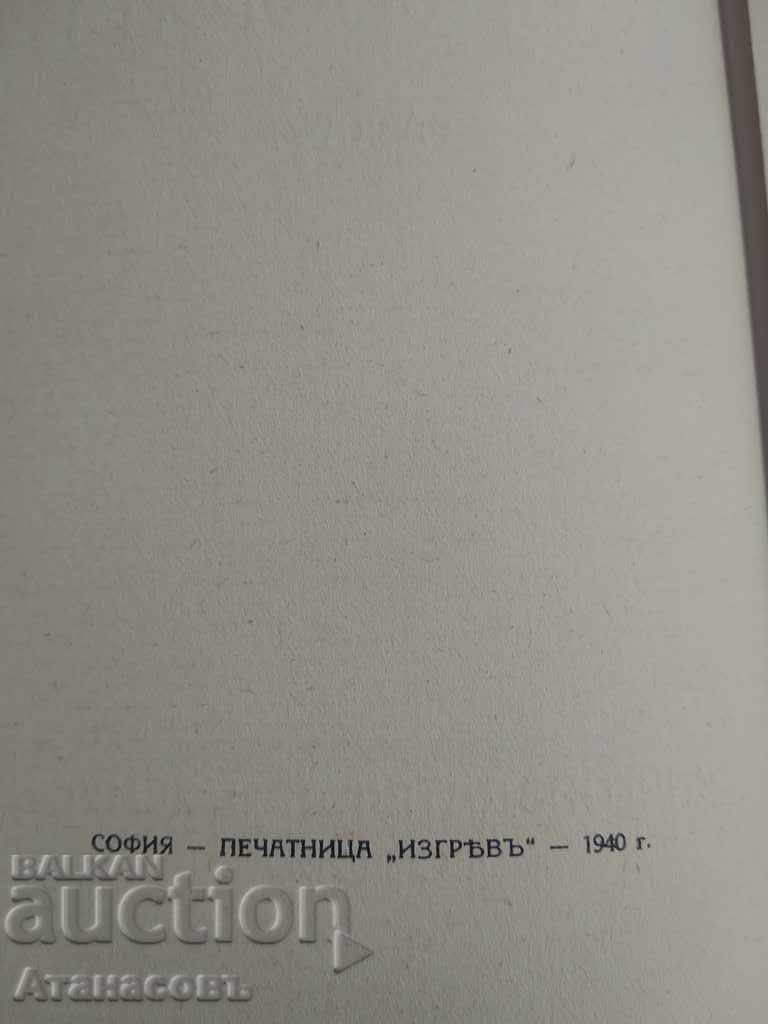 СОФИЯ — ПЕЧАТНИЦА „ИЗГРѢВЪ“ — 1940 г.
BALKAN
auction
Атанасовъ